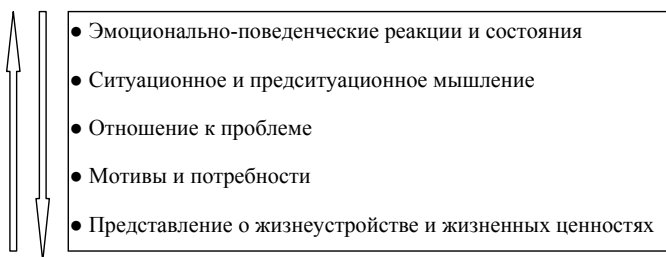 ● Эмоционально-поведенческие реакции и состояния
● Ситуационное и предситуационное мышление
● Отношение к проблеме
● Мотивы и потребности
● Представление о жизнеустройстве и жизненных ценностях